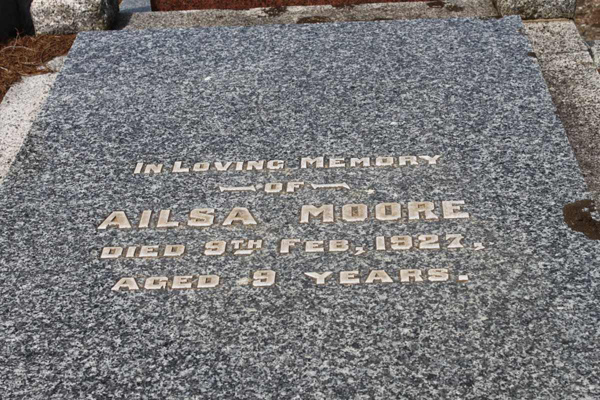 IN LOVING MEMORY
OF
AILSA MOORE
DIED 9TH FEB, 1927,
AGED 9 YEARS.